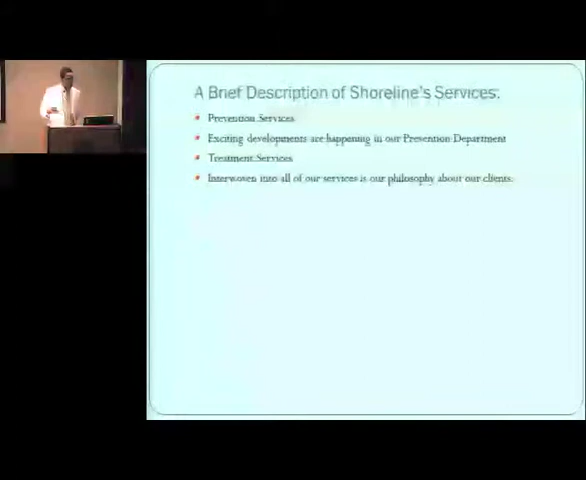 A Brief Description of Shoreline's Services:
Prevention Services
Exciting developments are happening in our Prevention Department
Treatment Services
Interwoven into all of our services is our philosophy about our clients.